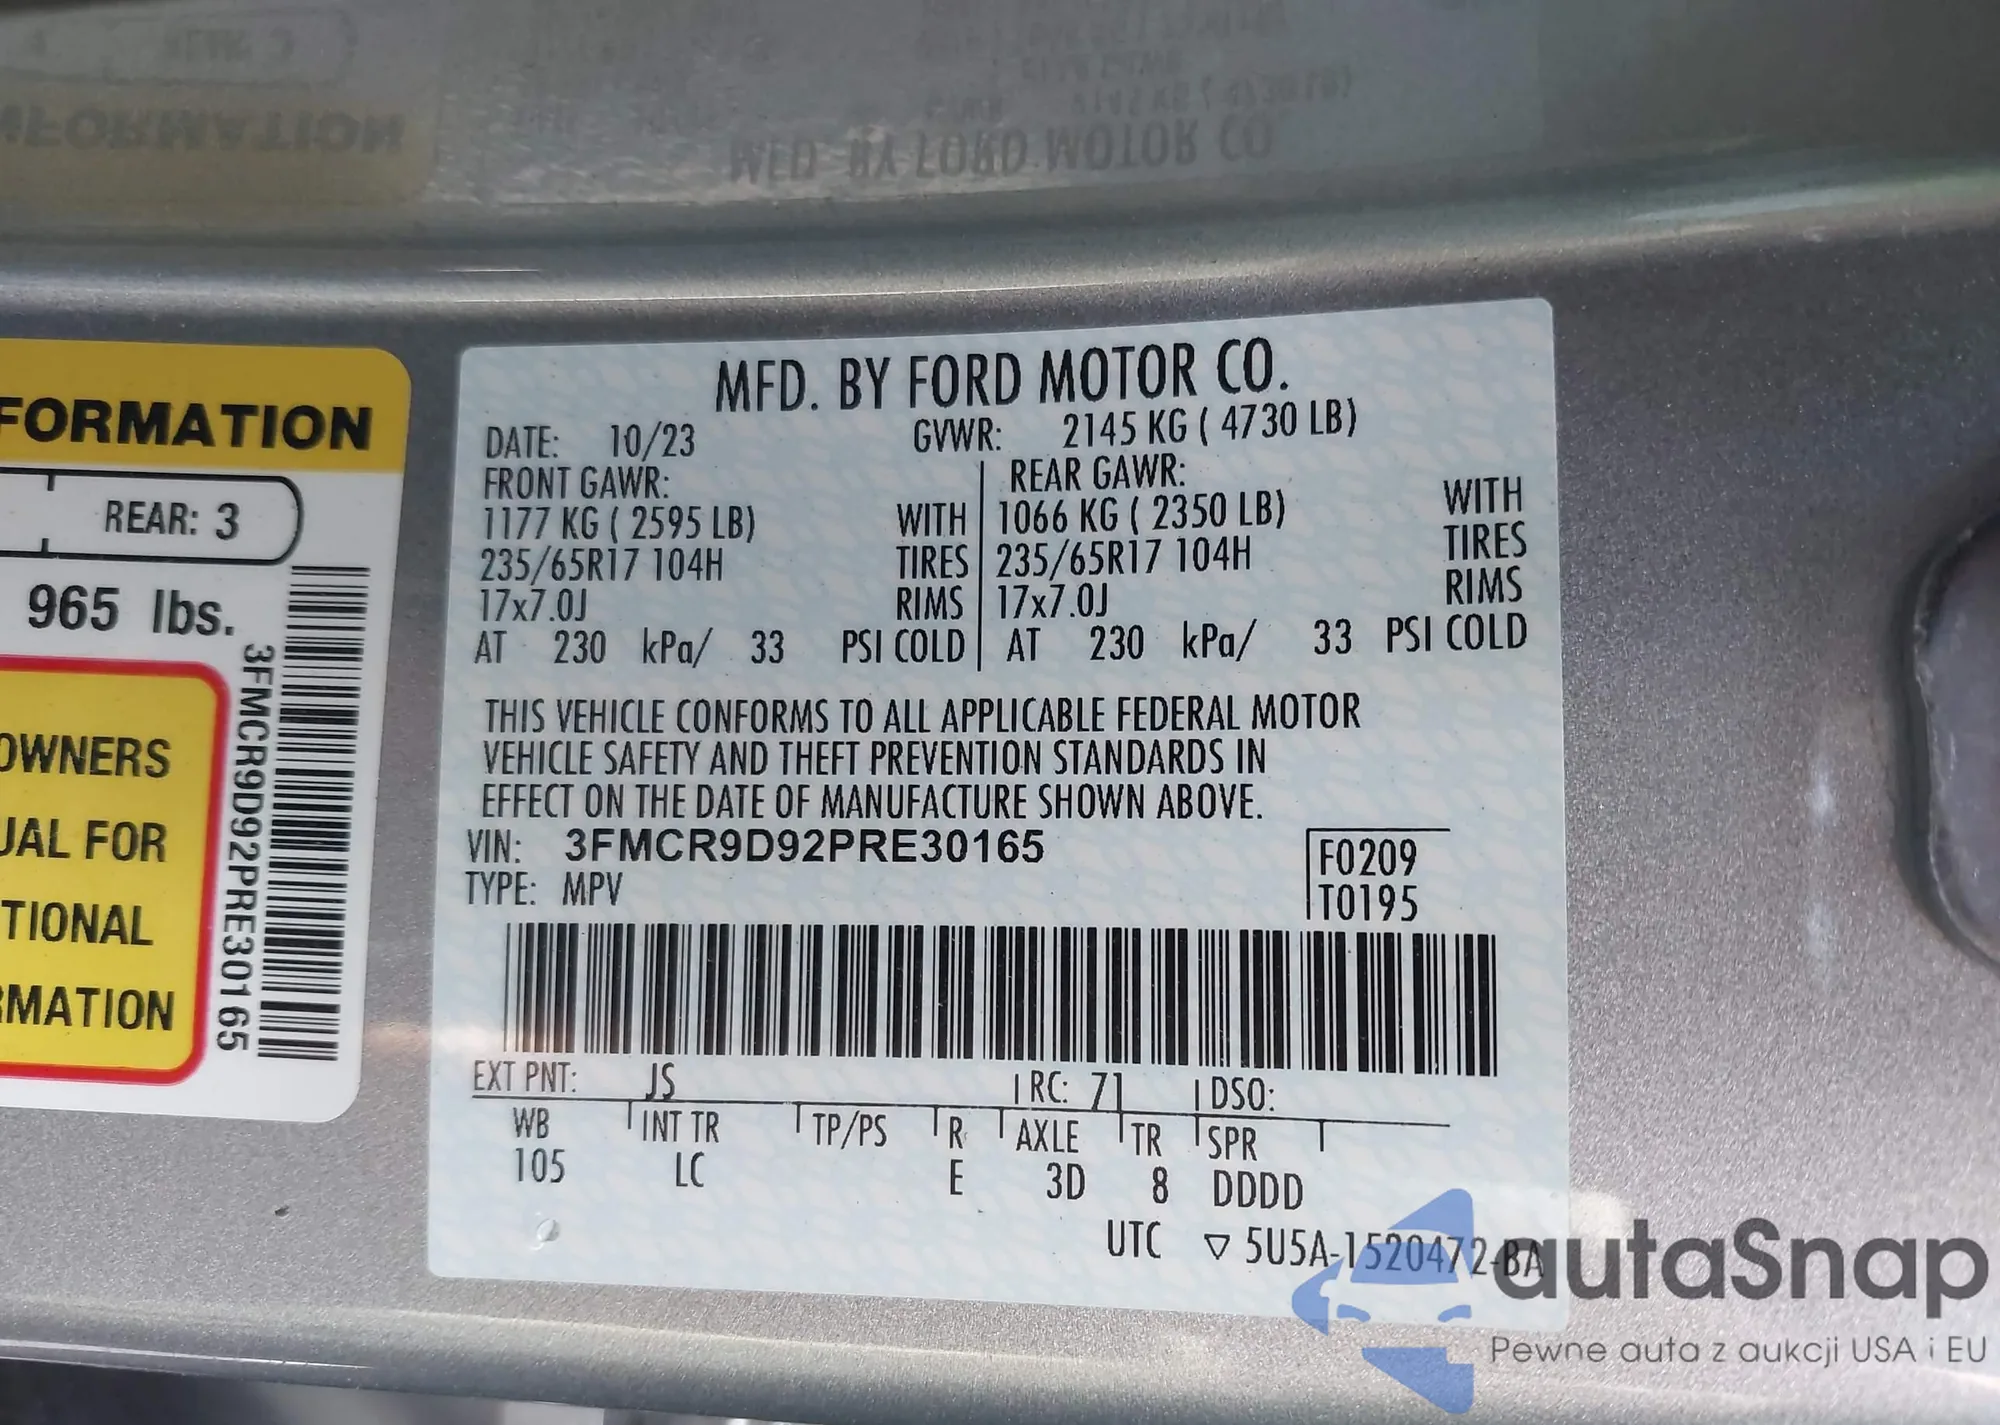 FORMATION
REAR: 3
965 lbs.
OWNERS
UAL FOR
TIONAL
RMATION
3FMCR9D92PRE30165
MFD. BY FORD MOTOR CO.
DATE: 10/23 GVWR: 2145 KG ( 4730 LB)
FRONT GAWR: REAR GAWR:
1177 KG ( 2595 LB) WITH 1066 KG ( 2350 LB) WITH
235/65R17 104H TIRES 235/65R17 104H TIRES
17x7.0J RIMS 17x7.0J RIMS
AT 230 kPa/ 33 PSI COLD AT 230 kPa/ 33 PSI COLD
THIS VEHICLE CONFORMS TO ALL APPLICABLE FEDERAL MOTOR
VEHICLE SAFETY AND THEFT PREVENTION STANDARDS IN
EFFECT ON THE DATE OF MANUFACTURE SHOWN ABOVE.
VIN: 3FMCR9D92PRE30165 F0209
TYPE: MPV T0195
EXT PNT: JS RC: 71 DSO:
WB INT TR TP/PS R AXLE TR SPR
105 LC E 3D 8 DDDD
UTC ▽ 5U5A-1520472-BA
autaSnap
Pewne auta z aukcji USA i EU